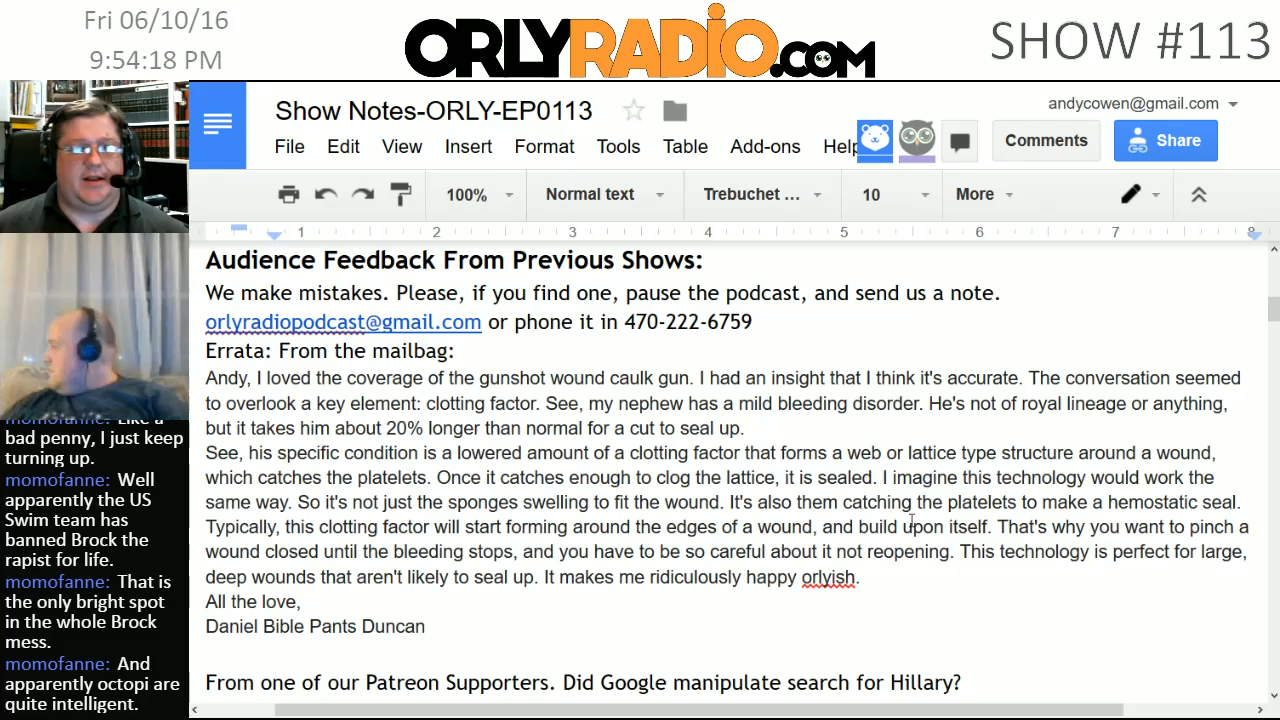 Fri 06/10/16
9:54:18 PM
ORLYRADiO.COM
SHOW #113
Show Notes-ORLY-EP0113
andycowen@gmail.com
File Edit View Insert Format Tools Table Add-ons Help
Comments
Share
100% Normal text Trebuchet ... 10 More
1 2 3 4 5 6 7 8
Audience Feedback From Previous Shows:
We make mistakes. Please, if you find one, pause the podcast, and send us a note.
orlyradiopodcast@gmail.com or phone it in 470-222-6759
Errata: From the mailbag:
Andy, I loved the coverage of the gunshot wound caulk gun. I had an insight that I think it's accurate. The conversation seemed
to overlook a key element: clotting factor. See, my nephew has a mild bleeding disorder. He's not of royal lineage or anything,
but it takes him about 20% longer than normal for a cut to seal up.
See, his specific condition is a lowered amount of a clotting factor that forms a web or lattice type structure around a wound,
which catches the platelets. Once it catches enough to clog the lattice, it is sealed. I imagine this technology would work the
same way. So it's not just the sponges swelling to fit the wound. It's also them catching the platelets to make a hemostatic seal.
Typically, this clotting factor will start forming around the edges of a wound, and build upon itself. That's why you want to pinch a
wound closed until the bleeding stops, and you have to be so careful about it not reopening. This technology is perfect for large,
deep wounds that aren't likely to seal up. It makes me ridiculously happy orlyish.
All the love,
Daniel Bible Pants Duncan
From one of our Patreon Supporters. Did Google manipulate search for Hillary?
momofanne: Like a
bad penny, I just keep
turning up.
momofanne: Well
apparently the US
Swim team has
banned Brock the
rapist for life.
momofanne: That is
the only bright spot
in the whole Brock
mess.
momofanne: And
apparently octopi are
quite intelligent.